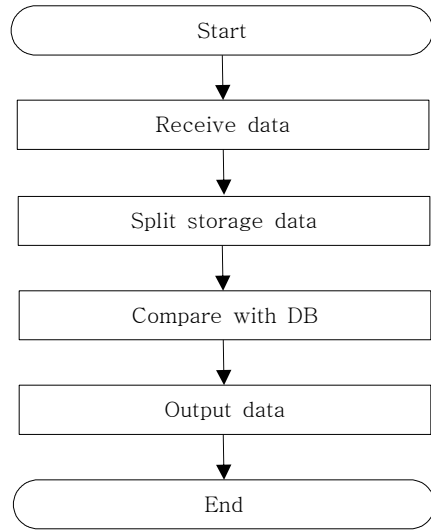 Start
Receive data
Split storage data
Compare with DB
Output data
End